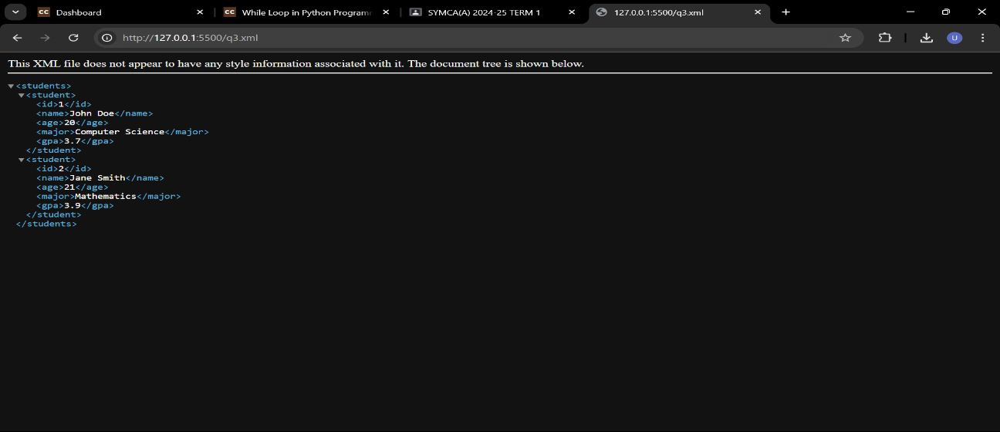 CC Dashboard
CC While Loop in Python Programm
SYMCA(A) 2024-25 TERM 1
127.0.0.1:5500/q3.xml
http://127.0.0.1:5500/q3.xml
U
This XML file does not appear to have any style information associated with it. The document tree is shown below.
<students>
<student>
<id>1</id>
<name>John Doe</name>
<age>20</age>
<major>Computer Science</major>
<gpa>3.7</gpa>
</student>
<student>
<id>2</id>
<name>Jane Smith</name>
<age>21</age>
<major>Mathematics</major>
<gpa>3.9</gpa>
</student>
</students>